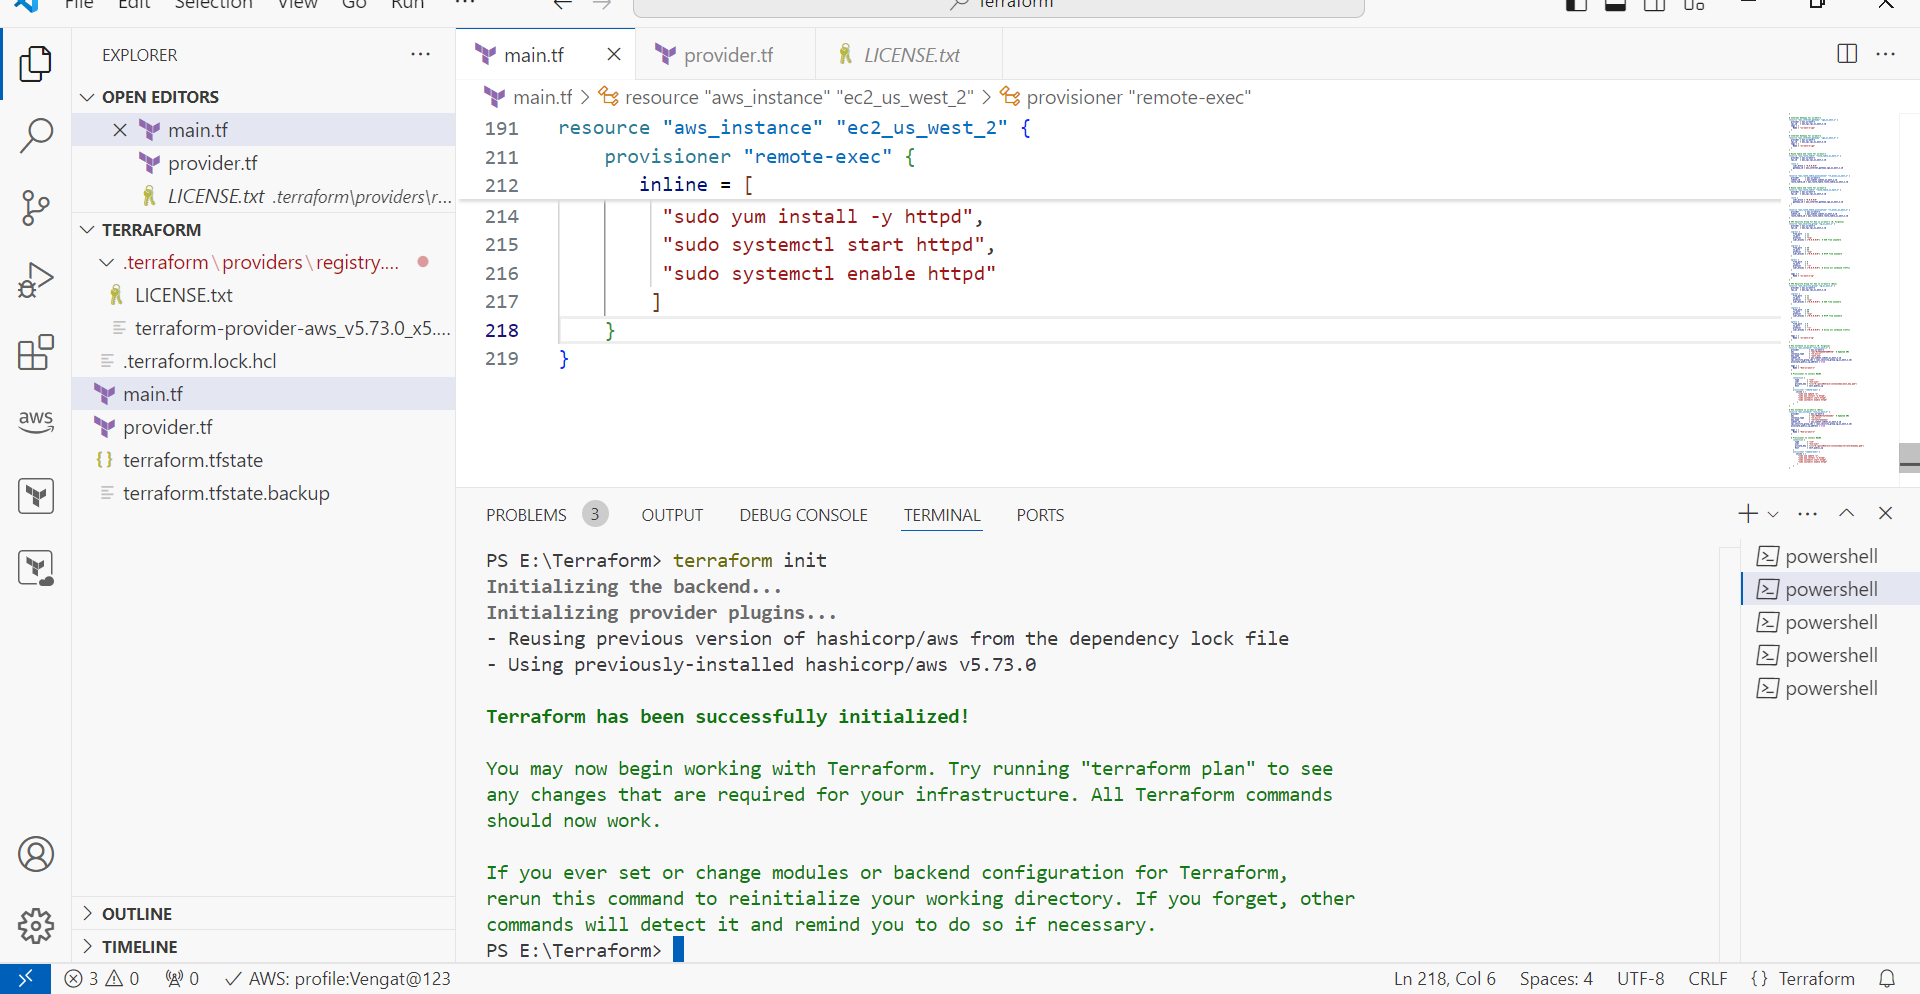 File Edit Selection View Go Run ...
Terraform
EXPLORER
OPEN EDITORS
main.tf
provider.tf
LICENSE.txt .terraform\providers\r...
TERRAFORM
.terraform\providers\registry....
LICENSE.txt
terraform-provider-aws_v5.73.0_x5....
.terraform.lock.hcl
main.tf
provider.tf
terraform.tfstate
terraform.tfstate.backup
OUTLINE
TIMELINE
aws
main.tf provider.tf LICENSE.txt
main.tf > resource "aws_instance" "ec2_us_west_2" > provisioner "remote-exec"
191 resource "aws_instance" "ec2_us_west_2" {
211 provisioner "remote-exec" {
212 inline = [
214 "sudo yum install -y httpd",
215 "sudo systemctl start httpd",
216 "sudo systemctl enable httpd"
217 ]
218 }
219 }
PROBLEMS 3 OUTPUT DEBUG CONSOLE TERMINAL PORTS
PS E:\Terraform> terraform init
Initializing the backend...
Initializing provider plugins...
- Reusing previous version of hashicorp/aws from the dependency lock file
- Using previously-installed hashicorp/aws v5.73.0
Terraform has been successfully initialized!
You may now begin working with Terraform. Try running "terraform plan" to see
any changes that are required for your infrastructure. All Terraform commands
should now work.
If you ever set or change modules or backend configuration for Terraform,
rerun this command to reinitialize your working directory. If you forget, other
commands will detect it and remind you to do so if necessary.
PS E:\Terraform>
powershell
powershell
powershell
powershell
powershell
3 0 0 AWS: profile:Vengat@123 Ln 218, Col 6 Spaces: 4 UTF-8 CRLF {} Terraform